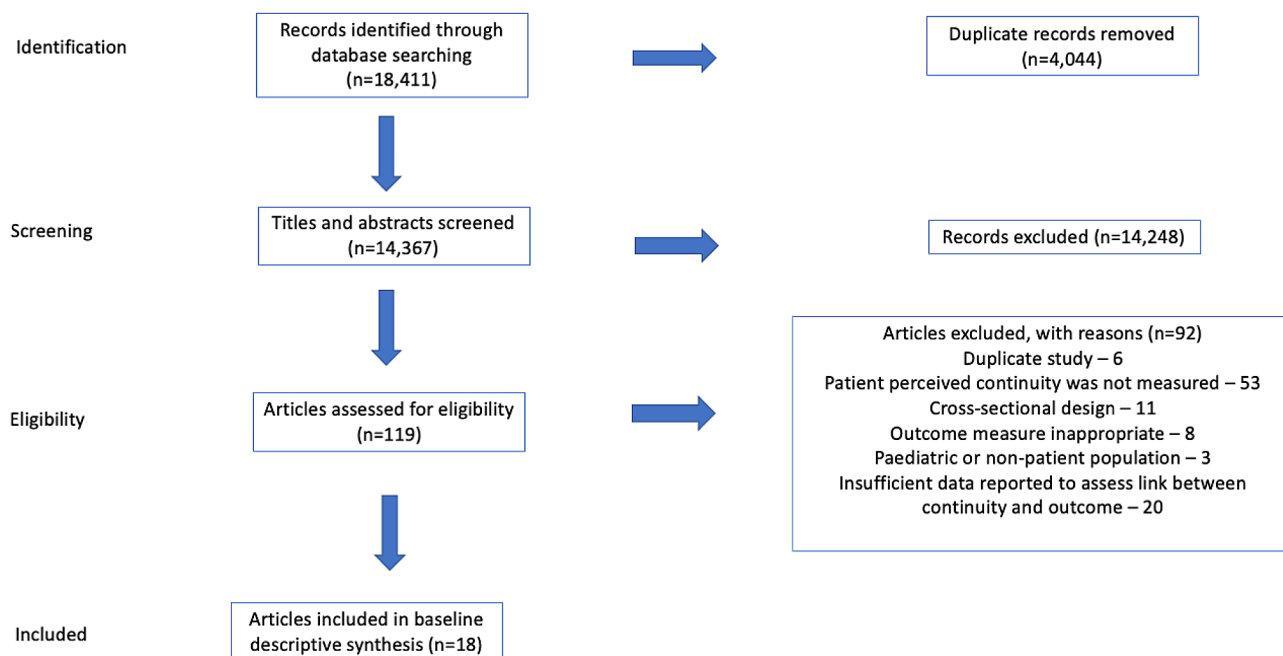 Identification
Records identified through
database searching
(n=18,411)
Duplicate records removed
(n=4,044)
Screening
Titles and abstracts screened
(n=14,367)
Records excluded (n=14,248)
Eligibility
Articles assessed for eligibility
(n=119)
Articles excluded, with reasons (n=92)
Duplicate study – 6
Patient perceived continuity was not measured – 53
Cross-sectional design – 11
Outcome measure inappropriate – 8
Paediatric or non-patient population – 3
Insufficient data reported to assess link between
continuity and outcome – 20
Included
Articles included in baseline
descriptive synthesis (n=18)